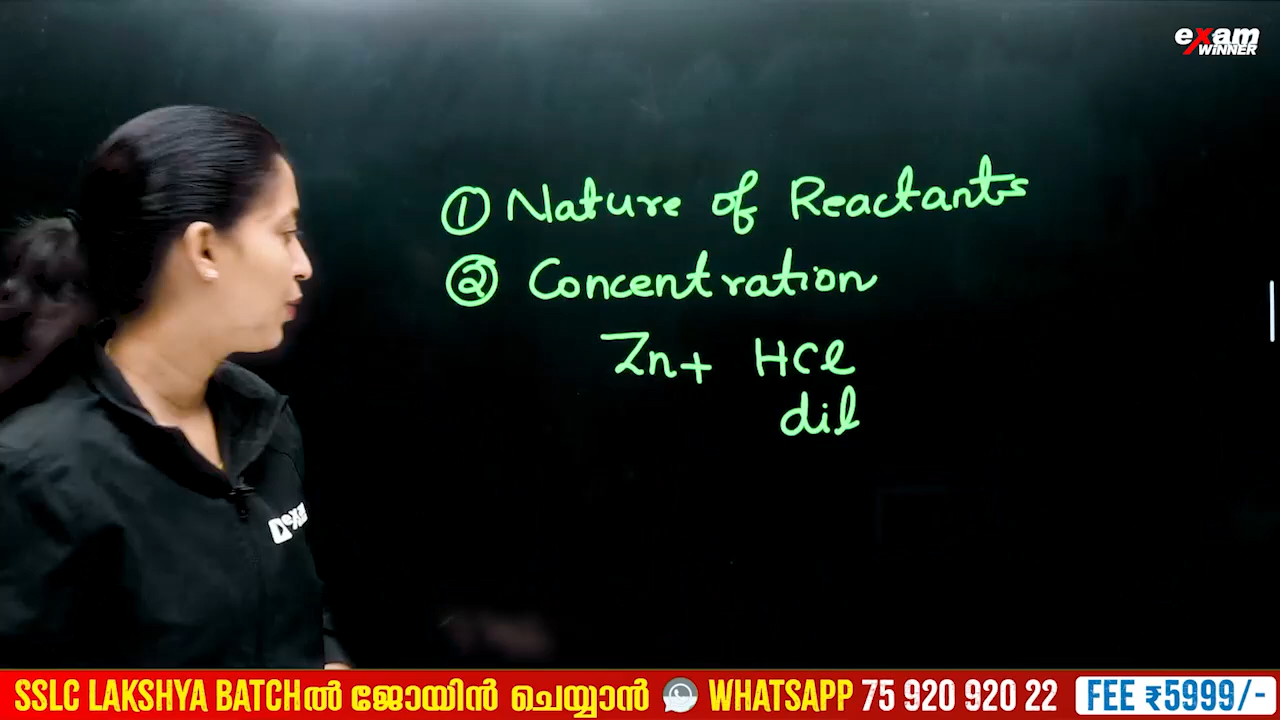 exam
WiNNER
① Nature of Reactants
② Concentration
Zn + HCl
dil
SSLC LAKSHYA BATCHൽ ജോയിൻ ചെയ്യാൻ WHATSAPP 75 920 920 22 FEE ₹5999/-